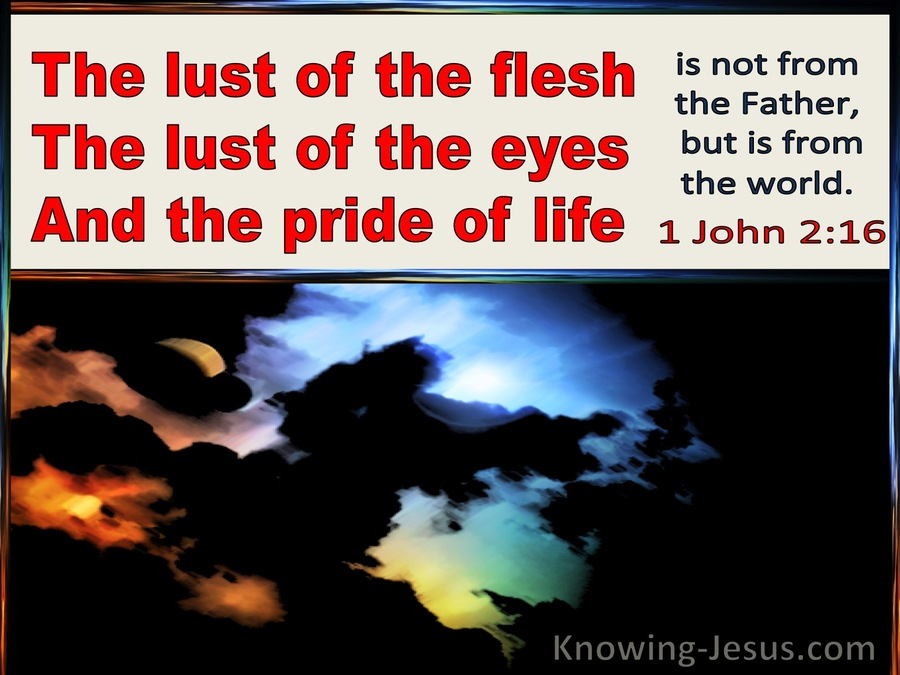 The lust of the flesh
The lust of the eyes
And the pride of life
is not from
the Father,
but is from
the world.
1 John 2:16
Knowing-Jesus.com